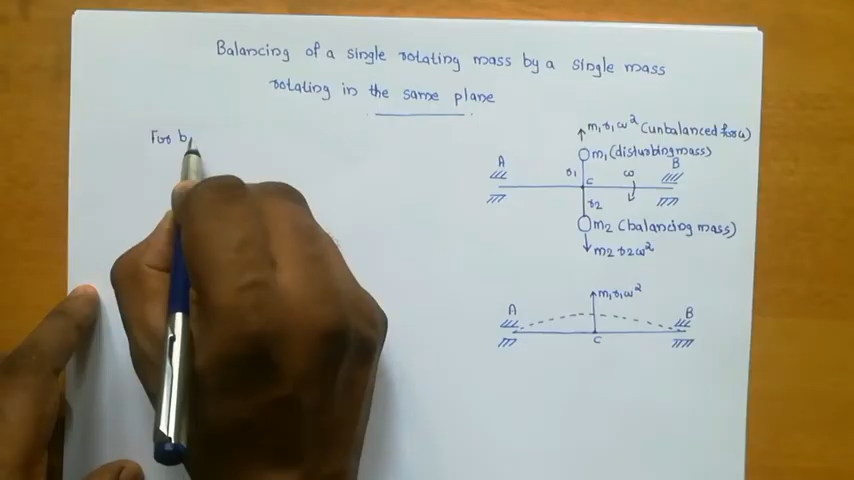 Balancing of a single rotating mass by a single mass
rotating in the same plane
For b
m₁r₁ω² (unbalanced force)
m₁ (disturbing mass)
A
B
r₁
C
ω
r₂
m₂ (balancing mass)
m₂r₂ω²
m₁r₁ω²
A
B
C